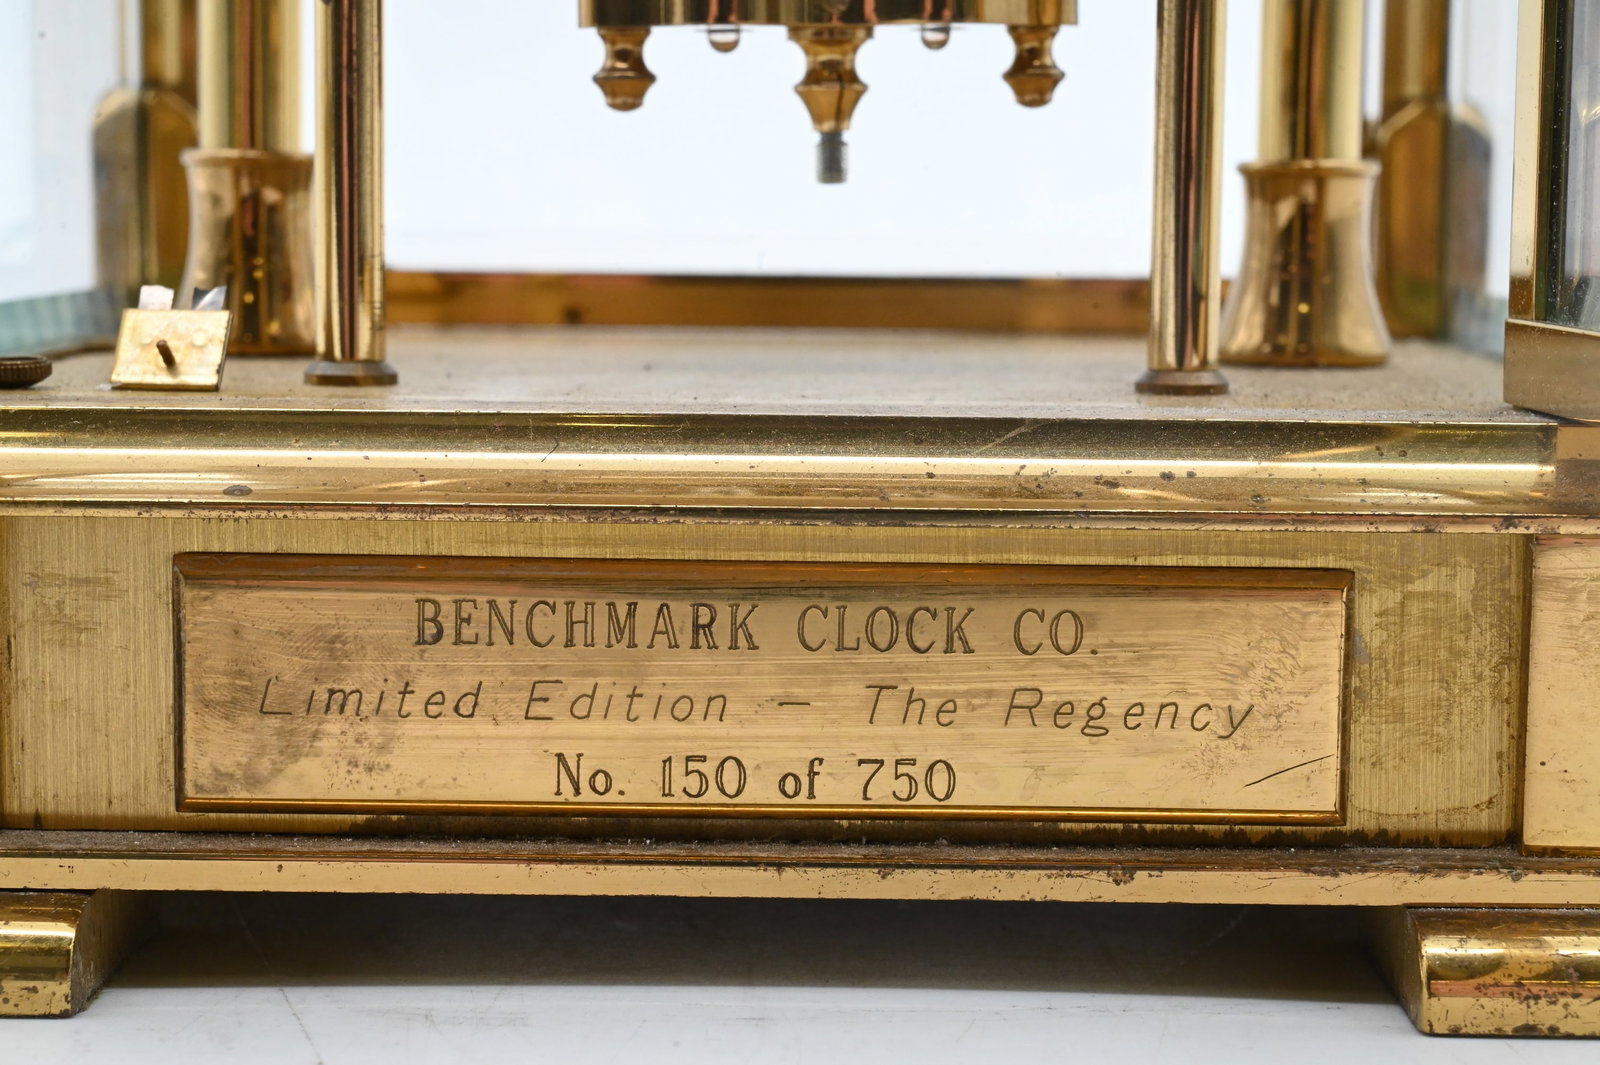 BENCHMARK CLOCK CO.
Limited Edition – The Regency
No. 150 of 750